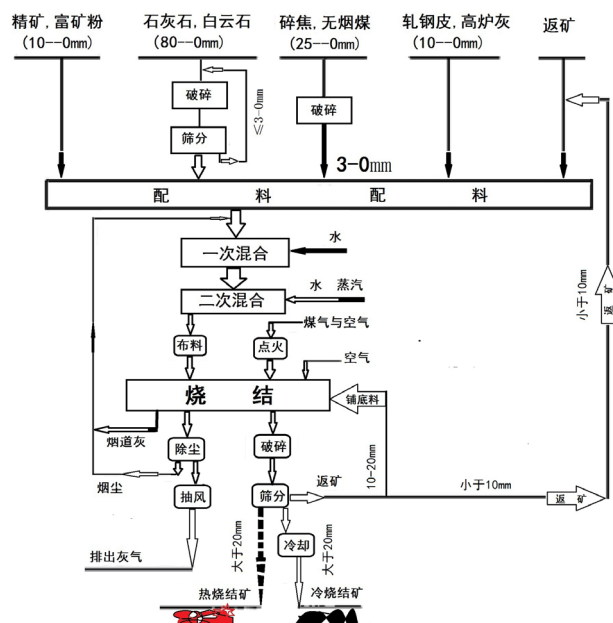 精矿,富矿粉 石灰石,白云石 碎焦,无烟煤 轧钢皮,高炉灰 返矿
(10--0mm) (80--0mm) (25--0mm) (10--0mm)
破碎
≤3-0mm
破碎
筛分
3-0mm
配 料 配 料
水
一次混合
水 蒸汽
二次混合
小于10mm
返矿
煤气与空气
布料 点火
空气
烧 结
铺底料
烟道灰
除尘 破碎
10-20mm
烟尘
抽风 筛分 返矿 小于10mm 返矿
冷却
大于20mm 大于20mm
排出灰气
热烧结矿 冷烧结矿